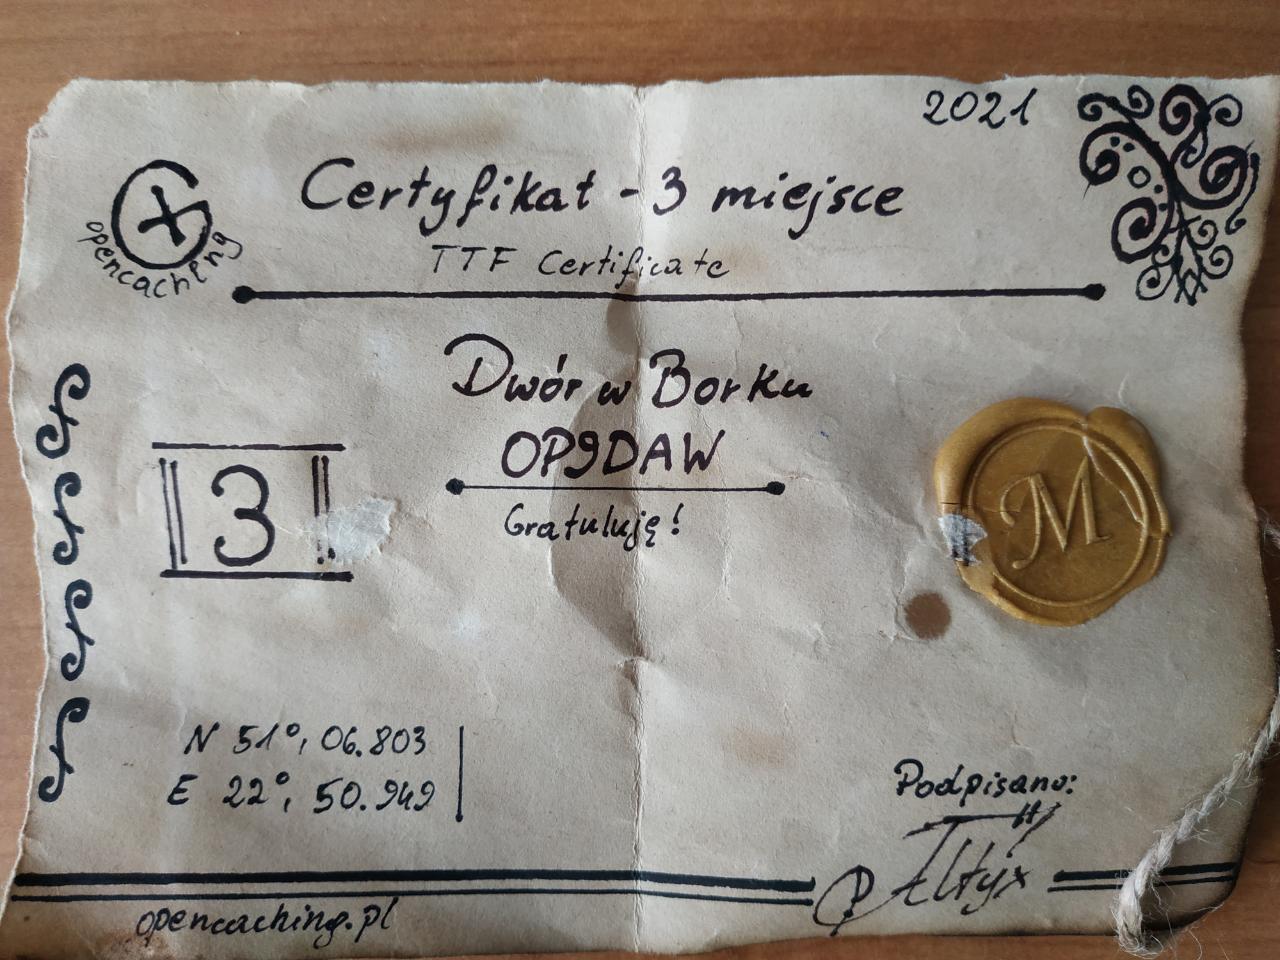 2021
Certyfikat - 3 miejsce
opencaching
TTF Certificate
Dwór w Borku
OP9DAW
3
Gratuluję!
M
N 51°, 06.803
E 22°, 50.949
Podpisano:
opencaching.pl